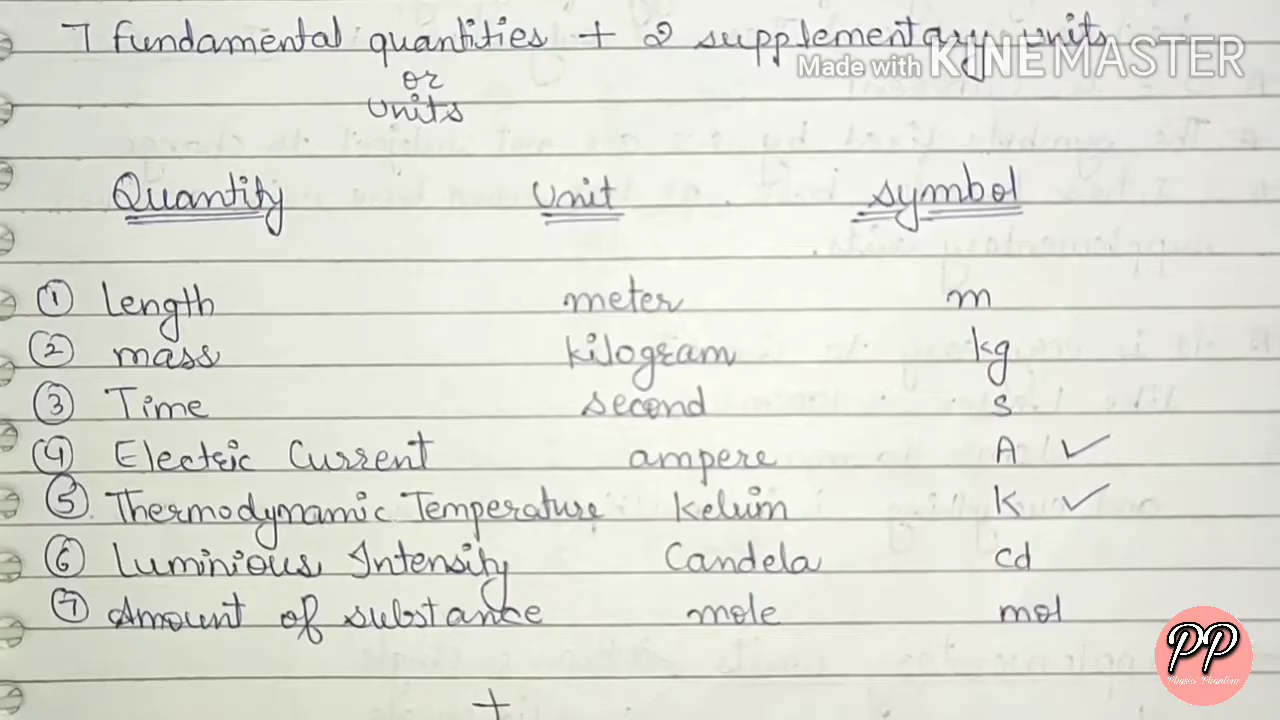 7 fundamental quantities + 2 supplementary units
Made with KINEMASTER
or
units
Quantity Unit Symbol
① Length meter m
② mass kilogram kg
③ Time second s
④ Electric Current ampere A ✓
⑤ Thermodynamic Temperature Kelvin K ✓
⑥ Luminious Intensity Candela cd
⑦ Amount of substance mole mol
PP
+